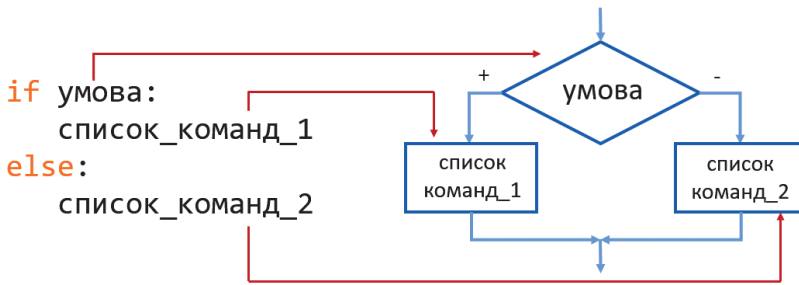 if умова:
список_команд_1
else:
список_команд_2
+
-
умова
список
команд_1
список
команд_2